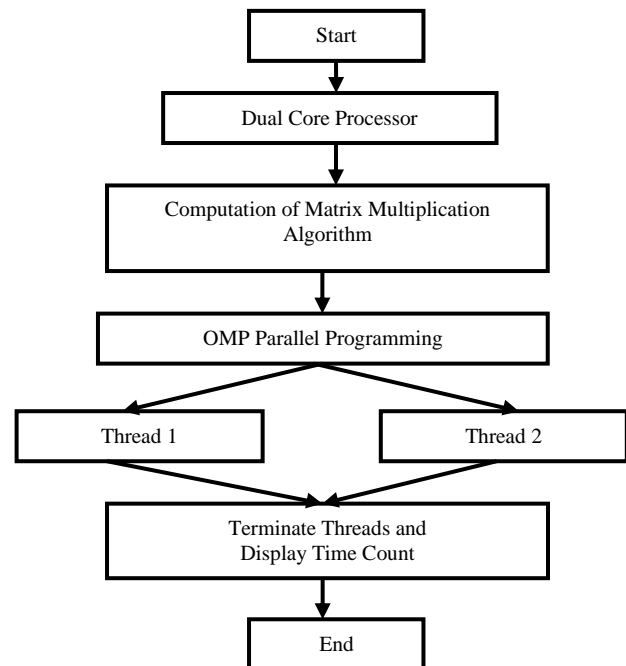 Start
Dual Core Processor
Computation of Matrix Multiplication
Algorithm
OMP Parallel Programming
Thread 1
Thread 2
Terminate Threads and
Display Time Count
End